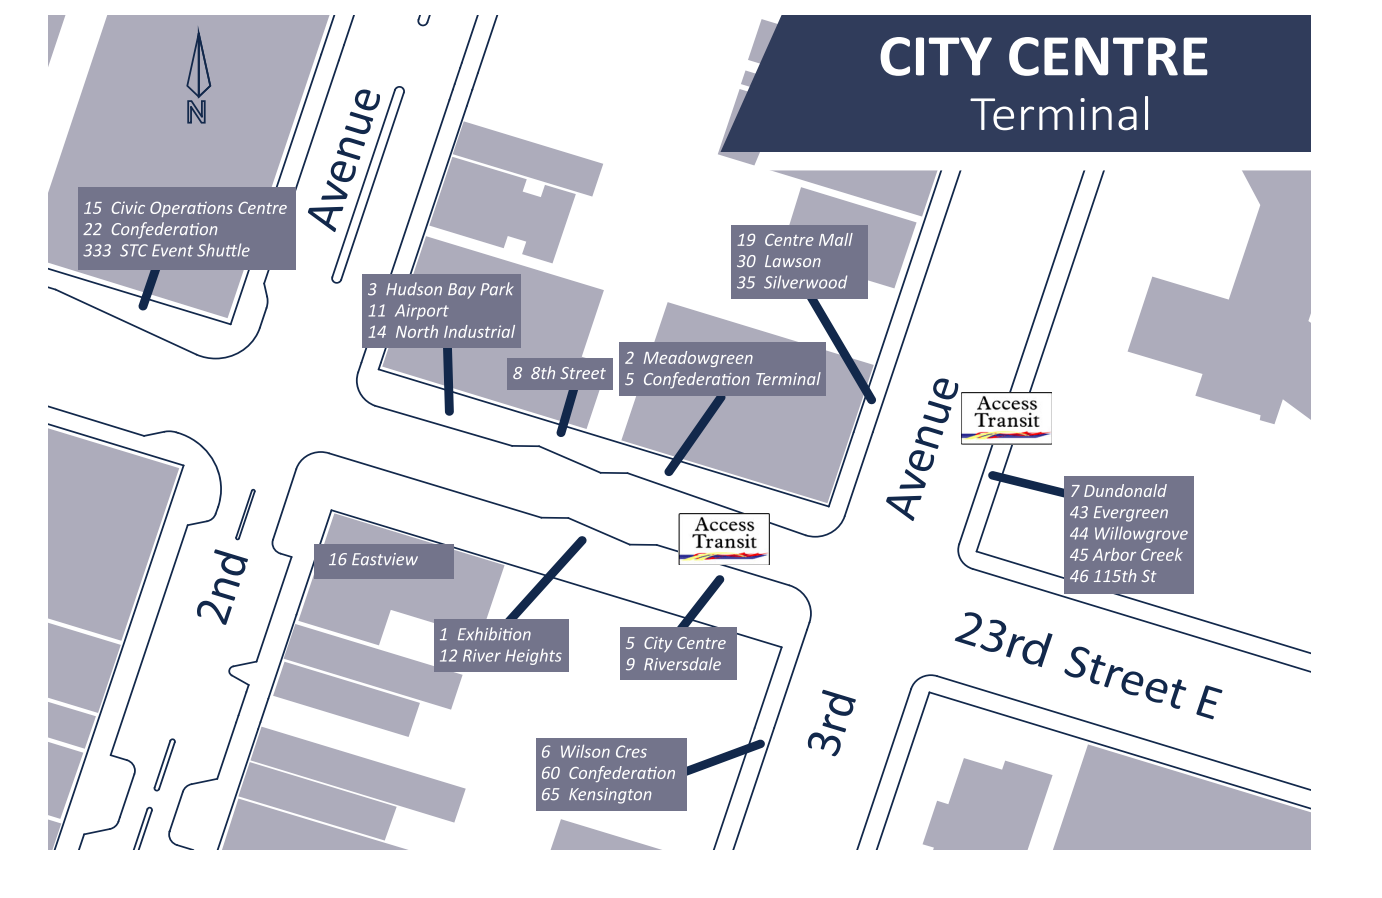 CITY CENTRE
Terminal
N
Avenue
15 Civic Operations Centre
22 Confederation
333 STC Event Shuttle
3 Hudson Bay Park
11 Airport
14 North Industrial
8 8th Street
2 Meadowgreen
5 Confederation Terminal
19 Centre Mall
30 Lawson
35 Silverwood
Avenue
Access
Transit
7 Dundonald
43 Evergreen
44 Willowgrove
45 Arbor Creek
46 115th St
Access
Transit
2nd
16 Eastview
1 Exhibition
12 River Heights
5 City Centre
9 Riversdale
23rd Street E
3rd
6 Wilson Cres
60 Confederation
65 Kensington